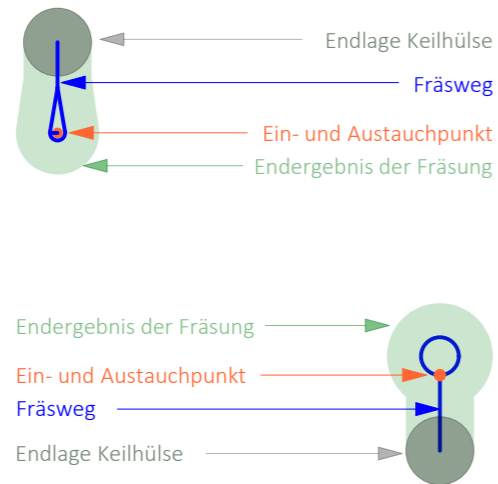 Endlage Keilhülse
Fräsweg
Ein- und Austauchpunkt
Endergebnis der Fräsung
Endergebnis der Fräsung
Ein- und Austauchpunkt
Fräsweg
Endlage Keilhülse